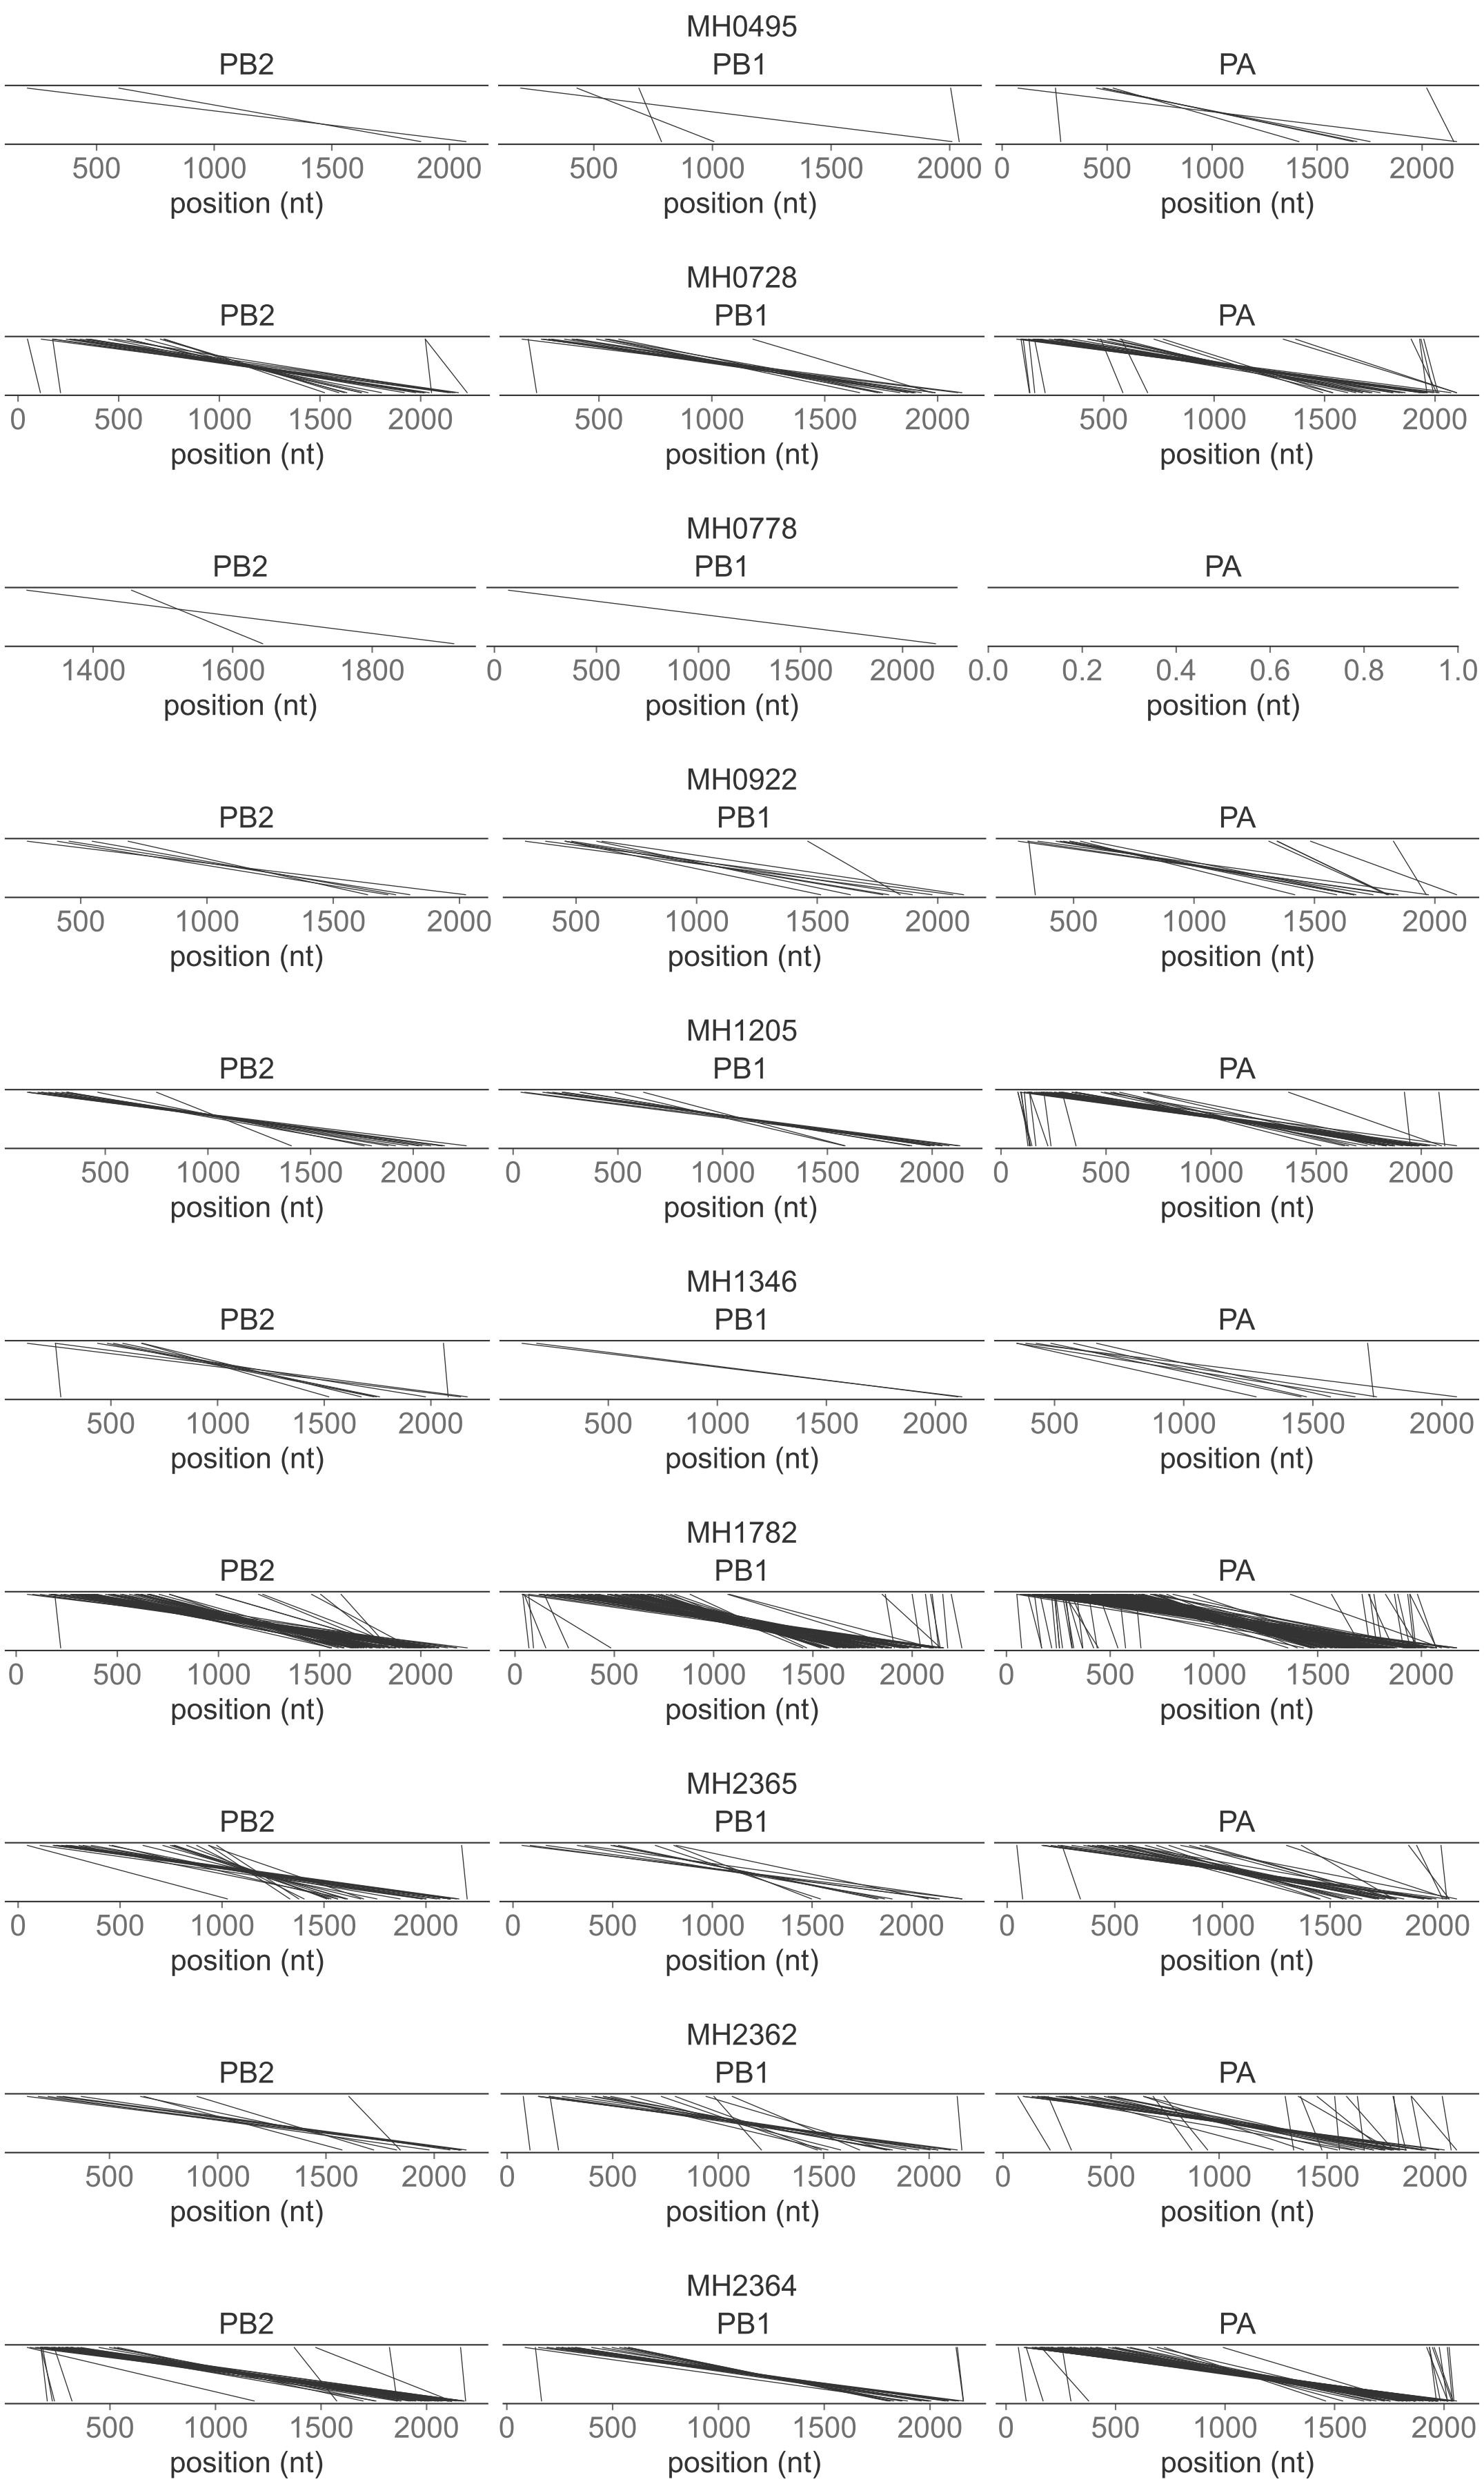 MH0495
PB2 PB1 PA
500 1000 1500 2000 500 1000 1500 2000 0 500 1000 1500 2000
position (nt) position (nt) position (nt)
MH0728
PB2 PB1 PA
0 500 1000 1500 2000 500 1000 1500 2000 500 1000 1500 2000
position (nt) position (nt) position (nt)
MH0778
PB2 PB1 PA
1400 1600 1800 0 500 1000 1500 2000 0.0 0.2 0.4 0.6 0.8 1.0
position (nt) position (nt) position (nt)
MH0922
PB2 PB1 PA
500 1000 1500 2000 500 1000 1500 2000 500 1000 1500 2000
position (nt) position (nt) position (nt)
MH1205
PB2 PB1 PA
500 1000 1500 2000 0 500 1000 1500 2000 0 500 1000 1500 2000
position (nt) position (nt) position (nt)
MH1346
PB2 PB1 PA
500 1000 1500 2000 500 1000 1500 2000 500 1000 1500 2000
position (nt) position (nt) position (nt)
MH1782
PB2 PB1 PA
0 500 1000 1500 2000 0 500 1000 1500 2000 0 500 1000 1500 2000
position (nt) position (nt) position (nt)
MH2365
PB2 PB1 PA
0 500 1000 1500 2000 0 500 1000 1500 2000 0 500 1000 1500 2000
position (nt) position (nt) position (nt)
MH2362
PB2 PB1 PA
500 1000 1500 2000 0 500 1000 1500 2000 0 500 1000 1500 2000
position (nt) position (nt) position (nt)
MH2364
PB2 PB1 PA
500 1000 1500 2000 0 500 1000 1500 2000 0 500 1000 1500 2000
position (nt) position (nt) position (nt)